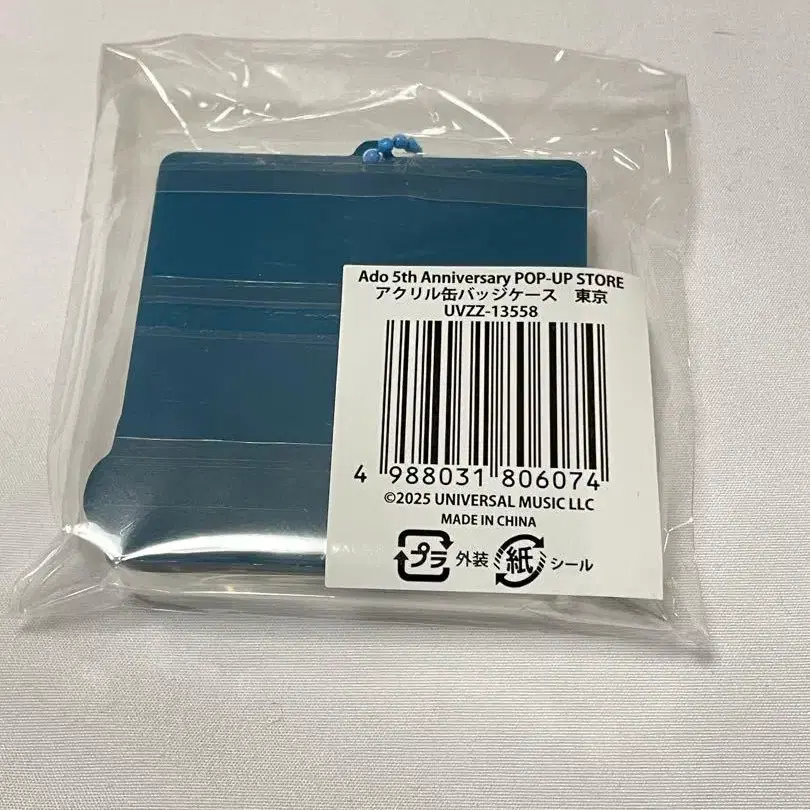 Ado 5th Anniversary POP-UP STORE
アクリル缶バッジケース　東京
UVZZ-13558
4 988031 806074
©2025 UNIVERSAL MUSIC LLC
MADE IN CHINA
プラ 外装 紙 シール